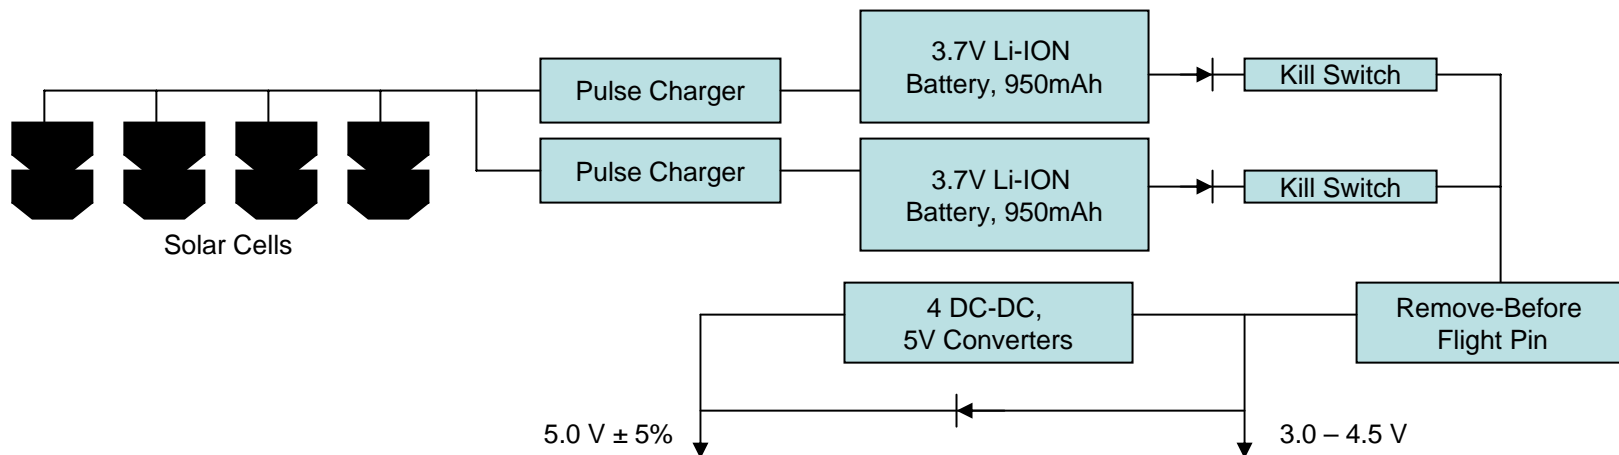 3.7V Li-ION
Battery, 950mAh
Kill Switch
Pulse Charger
Pulse Charger
3.7V Li-ION
Battery, 950mAh
Kill Switch
Solar Cells
4 DC-DC,
5V Converters
Remove-Before
Flight Pin
5.0 V ± 5%
3.0 – 4.5 V